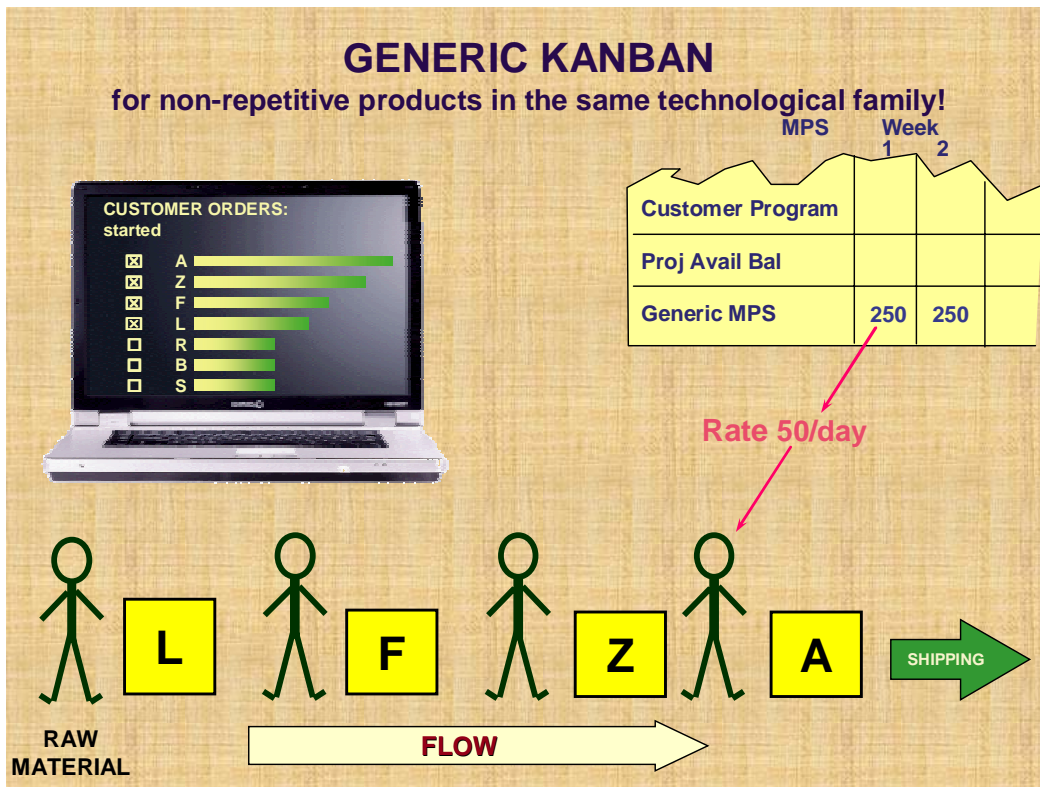 GENERIC KANBAN
for non-repetitive products in the same technological family!
MPS Week
1 2
CUSTOMER ORDERS:
started
A
Z
F
L
R
B
S
Customer Program
Proj Avail Bal
Generic MPS 250 250
Rate 50/day
L F Z A
SHIPPING
RAW
MATERIAL
FLOW